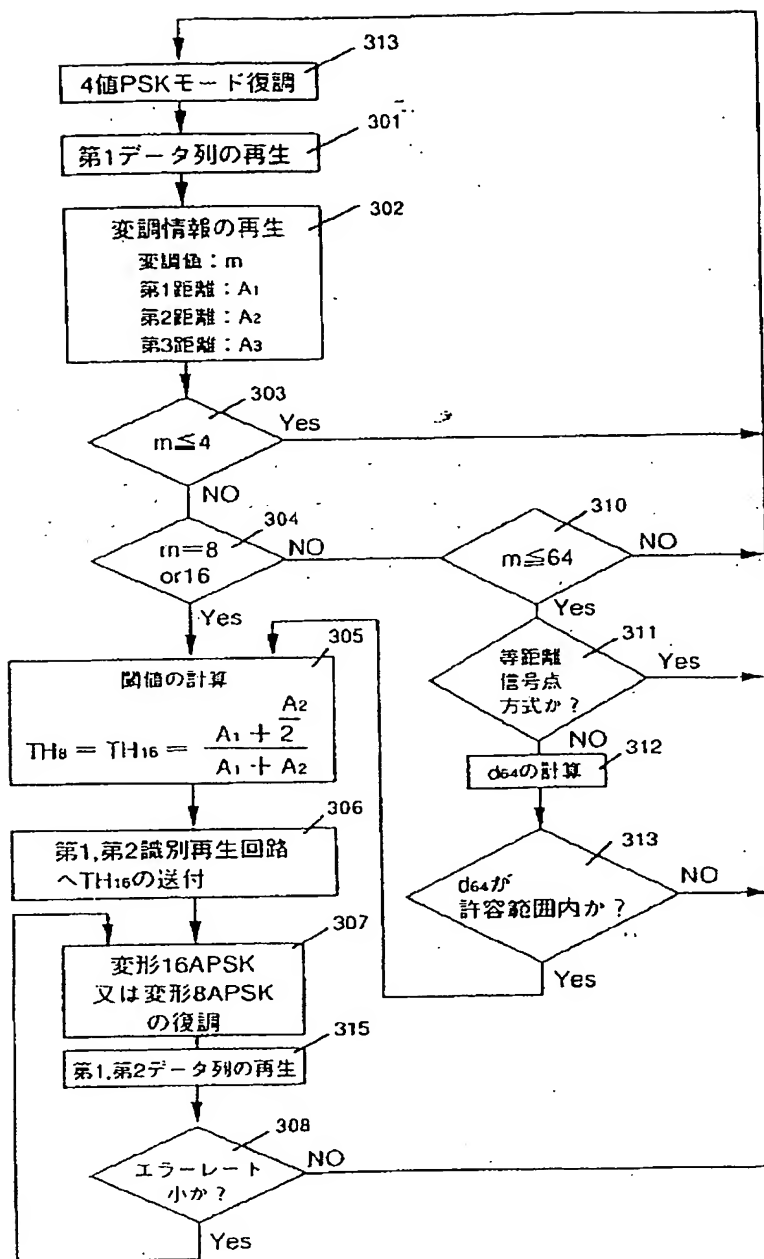 313
4値PSKモード復調
301
第1データ列の再生
302
変調情報の再生
変調値：m
第1距離：A1
第2距離：A2
第3距離：A3
303
m≦4
Yes
NO
304
m=8
or16
NO
Yes
310
m≦64
NO
Yes
311
等距離
信号点
方式か？
Yes
NO
312
d64の計算
313
d64が
許容範囲内か？
NO
Yes
305
閾値の計算
TH8 = TH16 = (A1 + A2/2) / (A1 + A2)
306
第1,第2識別再生回路
へTH16の送付
307
変形16APSK
又は変形8APSK
の復調
315
第1,第2データ列の再生
308
エラーレート
小か？
NO
Yes